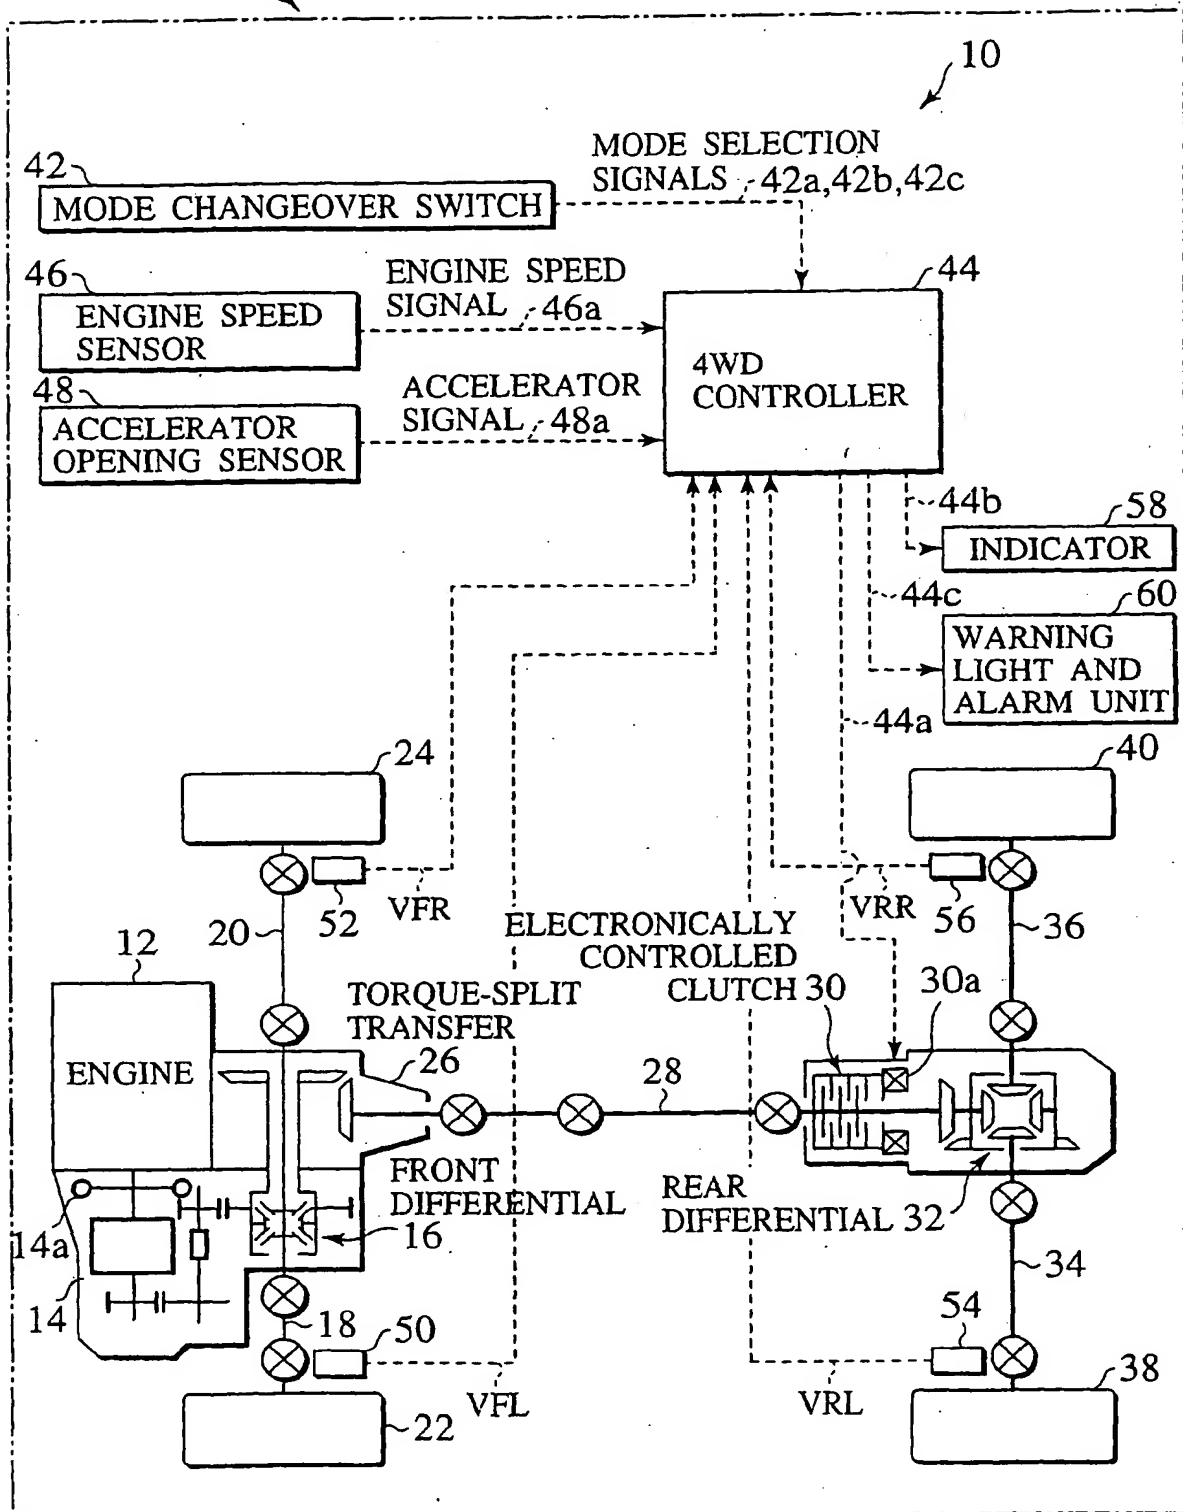 10
MODE SELECTION
SIGNALS 42a,42b,42c
42
MODE CHANGEOVER SWITCH
46
ENGINE SPEED
SENSOR
ENGINE SPEED
SIGNAL 46a
44
4WD
CONTROLLER
48
ACCELERATOR
OPENING SENSOR
ACCELERATOR
SIGNAL 48a
44b
58
INDICATOR
44c
60
WARNING
LIGHT AND
ALARM UNIT
44a
24
40
52
VFR
VRR
56
20
36
12
ENGINE
TORQUE-SPLIT
TRANSFER
26
ELECTRONICALLY
CONTROLLED
CLUTCH 30
30a
28
FRONT
DIFFERENTIAL
16
REAR
DIFFERENTIAL 32
14a
14
34
18
50
54
VFL
VRL
22
38